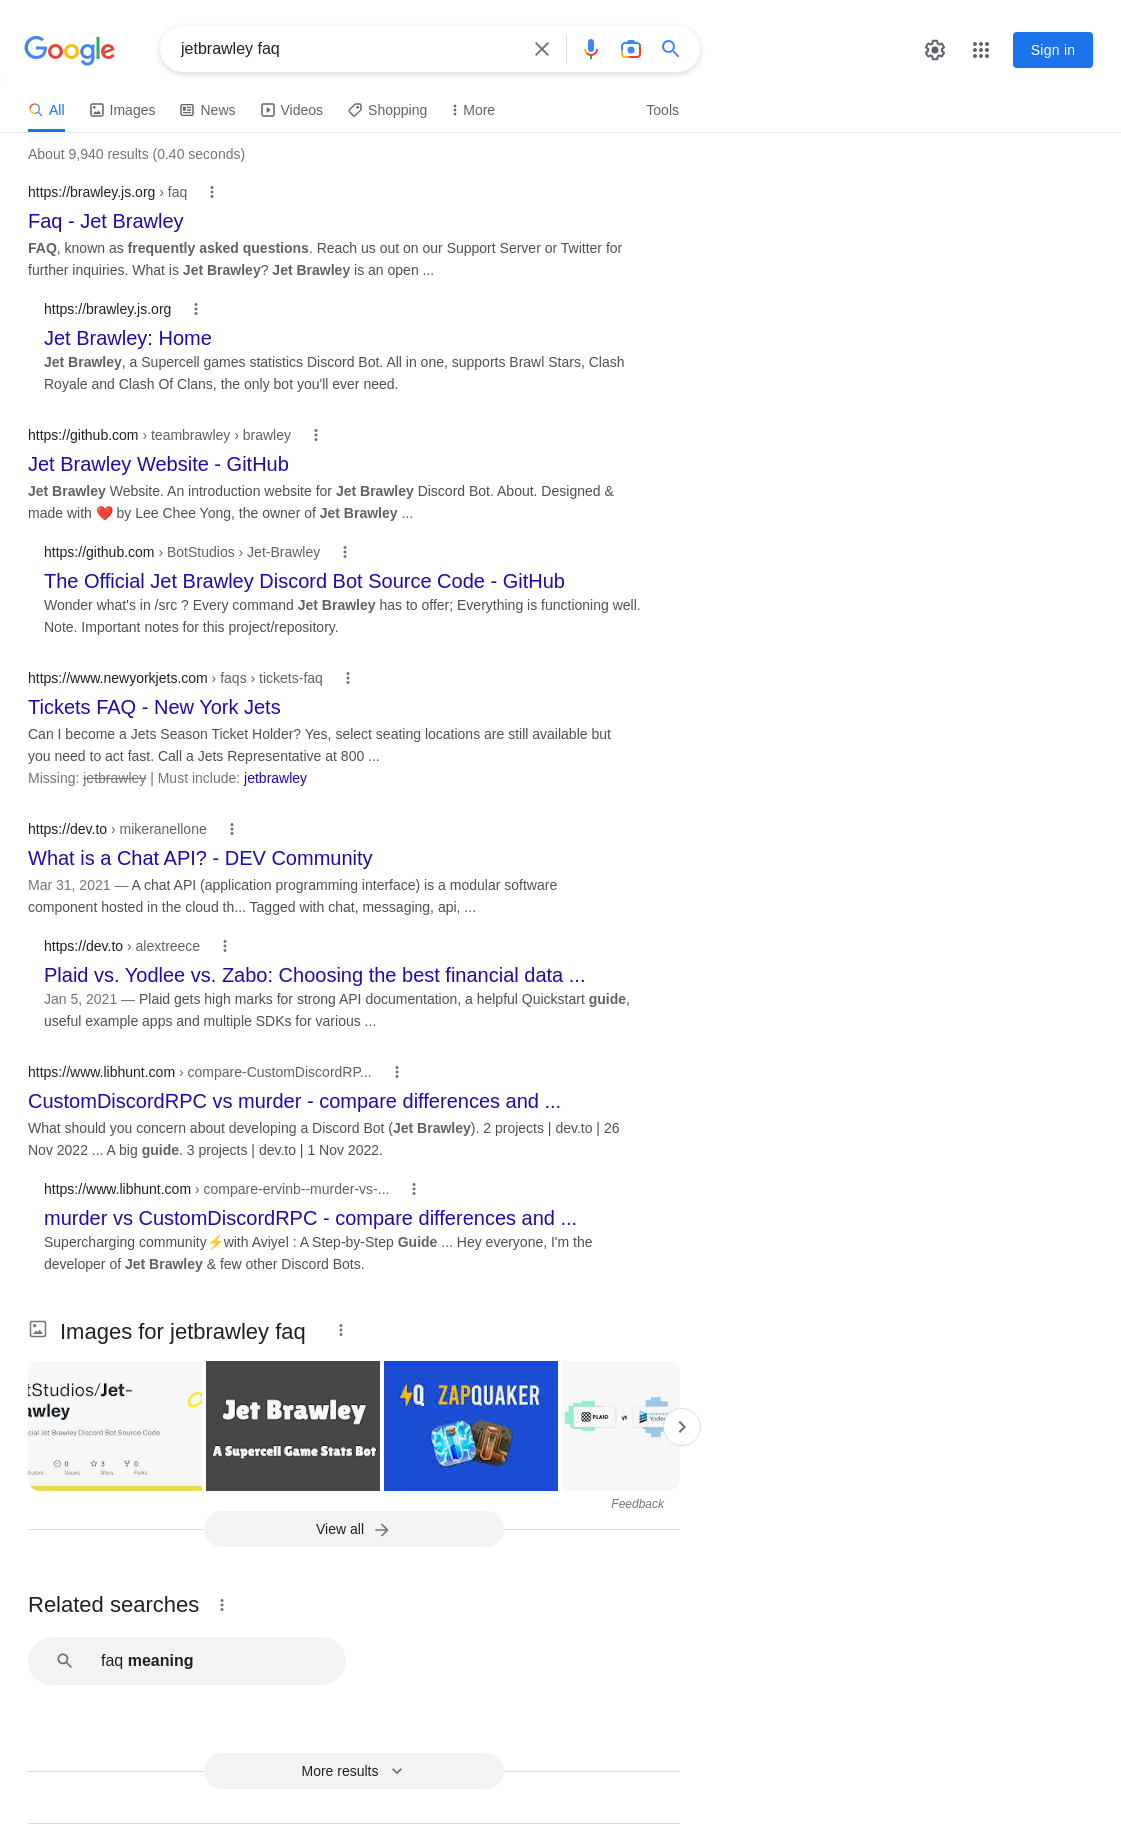 Google
jetbrawley faq
Sign in
All
Images
News
Videos
Shopping
More
Tools
About 9,940 results (0.40 seconds)
https://brawley.js.org › faq
Faq - Jet Brawley
FAQ, known as frequently asked questions. Reach us out on our Support Server or Twitter for
further inquiries. What is Jet Brawley? Jet Brawley is an open ...
https://brawley.js.org
Jet Brawley: Home
Jet Brawley, a Supercell games statistics Discord Bot. All in one, supports Brawl Stars, Clash
Royale and Clash Of Clans, the only bot you'll ever need.
https://github.com › teambrawley › brawley
Jet Brawley Website - GitHub
Jet Brawley Website. An introduction website for Jet Brawley Discord Bot. About. Designed &
made with ❤️ by Lee Chee Yong, the owner of Jet Brawley ...
https://github.com › BotStudios › Jet-Brawley
The Official Jet Brawley Discord Bot Source Code - GitHub
Wonder what's in /src ? Every command Jet Brawley has to offer; Everything is functioning well.
Note. Important notes for this project/repository.
https://www.newyorkjets.com › faqs › tickets-faq
Tickets FAQ - New York Jets
Can I become a Jets Season Ticket Holder? Yes, select seating locations are still available but
you need to act fast. Call a Jets Representative at 800 ...
Missing: jetbrawley | Must include: jetbrawley
https://dev.to › mikeranellone
What is a Chat API? - DEV Community
Mar 31, 2021 — A chat API (application programming interface) is a modular software
component hosted in the cloud th... Tagged with chat, messaging, api, ...
https://dev.to › alextreece
Plaid vs. Yodlee vs. Zabo: Choosing the best financial data ...
Jan 5, 2021 — Plaid gets high marks for strong API documentation, a helpful Quickstart guide,
useful example apps and multiple SDKs for various ...
https://www.libhunt.com › compare-CustomDiscordRP...
CustomDiscordRPC vs murder - compare differences and ...
What should you concern about developing a Discord Bot (Jet Brawley). 2 projects | dev.to | 26
Nov 2022 ... A big guide. 3 projects | dev.to | 1 Nov 2022.
https://www.libhunt.com › compare-ervinb--murder-vs-...
murder vs CustomDiscordRPC - compare differences and ...
Supercharging community⚡with Aviyel : A Step-by-Step Guide ... Hey everyone, I'm the
developer of Jet Brawley & few other Discord Bots.
Images for jetbrawley faq
tStudios/Jet-
awley
cial Jet Brawley Discord Bot Source Code
0 3 0
butors Issues Stars Forks
Jet Brawley
A Supercell Game Stats Bot
Q ZAPQUAKER
PLAID vs Yodlee
Feedback
View all
Related searches
faq meaning
More results